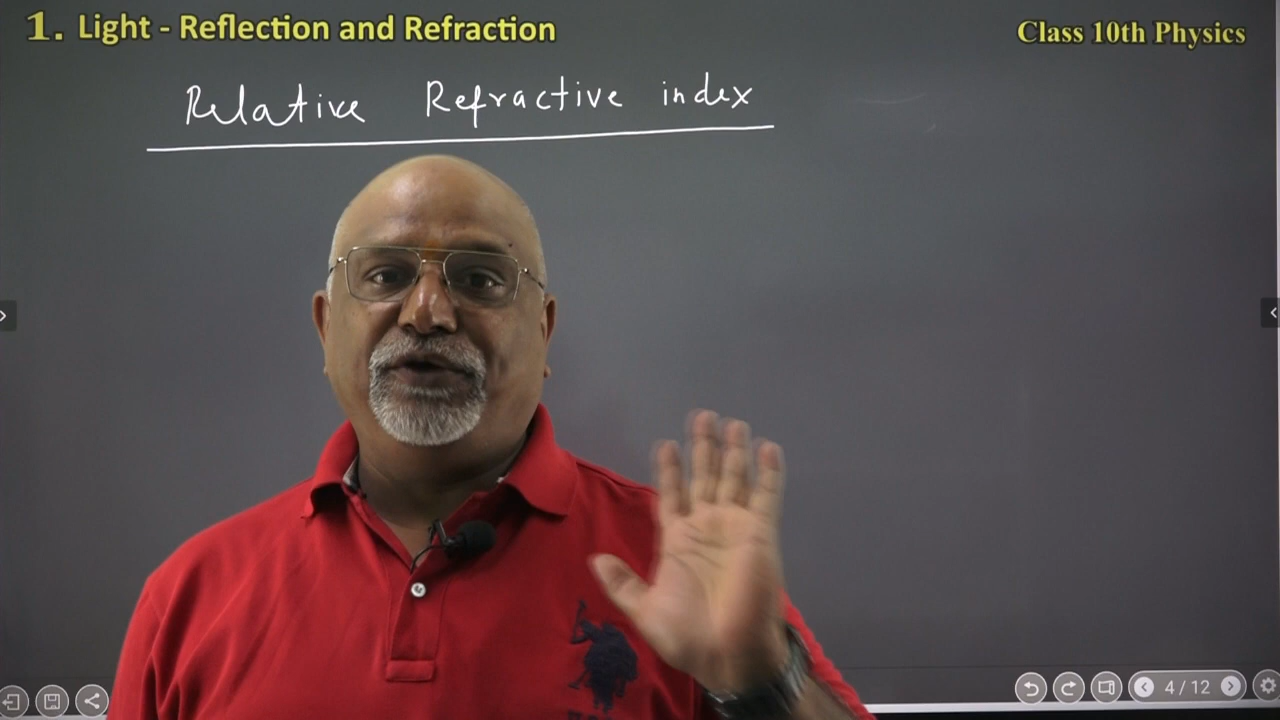 1. Light - Reflection and Refraction
Class 10th Physics
Relative Refractive index
4 / 12